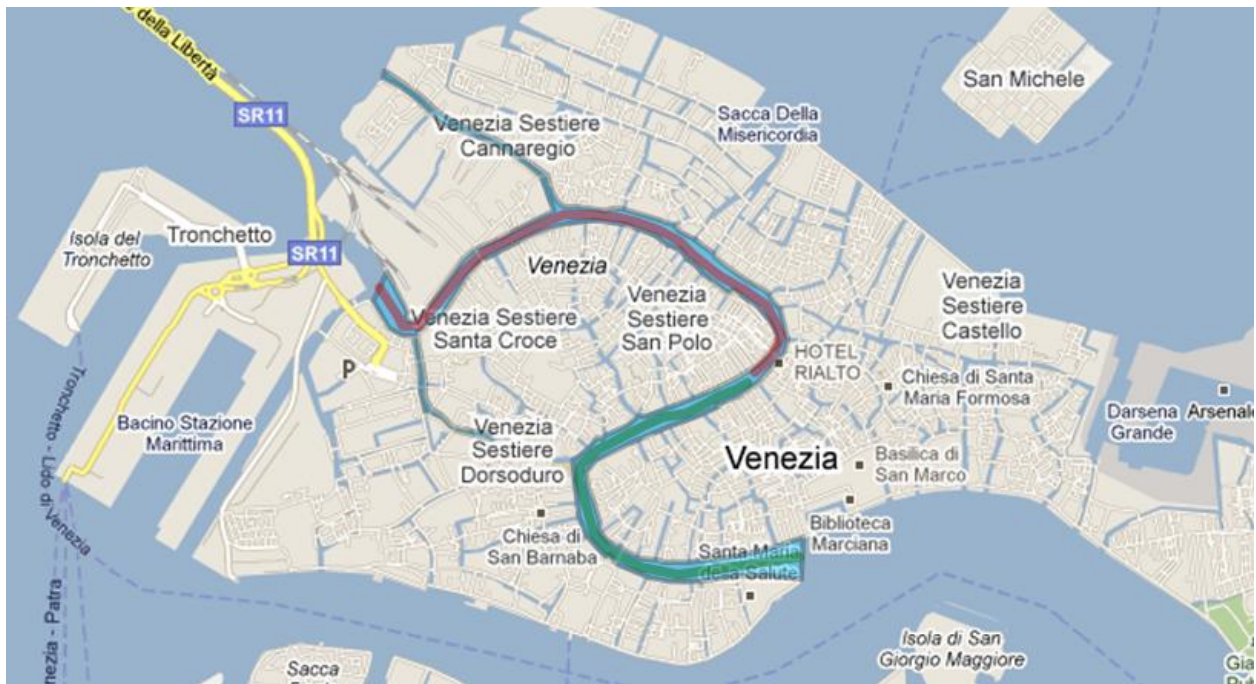 della Libertà
SR11
San Michele
Sacca Della
Misericordia
Venezia Sestiere
Cannaregio
Isola del
Tronchetto
Tronchetto
SR11
Venezia
Venezia
Sestiere
San Polo
Venezia
Sestiere
Castello
Venezia Sestiere
Santa Croce
P
HOTEL
RIALTO
Chiesa di Santa
Maria Formosa
Darsena
Grande
Arsenale
Bacino Stazione
Marittima
Venezia
Sestiere
Dorsoduro
Venezia
Basilica di
San Marco
Tronchetto - Lido di Venezia
Biblioteca
Marciana
Chiesa di
San Barnaba
Santa Maria
della Salute
nezia - Patra
Isola di San
Giorgio Maggiore
Sacca
Gia